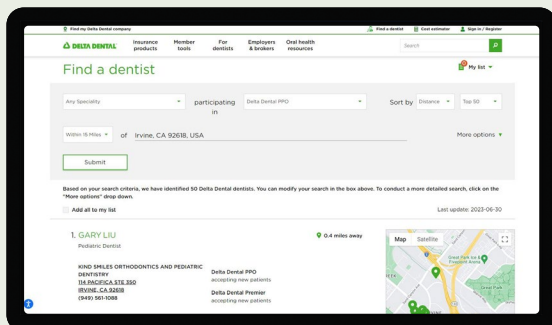 Find my Delta Dental company
Find a dentist
Cost estimator
Sign in / Register
DELTA DENTAL
Insurance products
Member tools
For dentists
Employers & brokers
Oral health resources
Search
Find a dentist
0
My list
Any Speciality
participating in
Delta Dental PPO
Sort by
Distance
Top 50
Within 15 Miles
of
Irvine, CA 92618, USA
More options
Submit
Based on your search criteria, we have identified 50 Delta Dental dentists. You can modify your search in the box above. To conduct a more detailed search, click on the
"More options" drop down.
Add all to my list
Last update: 2023-06-30
1. GARY LIU
Pediatric Dentist
0.4 miles away
KIND SMILES ORTHODONTICS AND PEDIATRIC
DENTISTRY
114 PACIFICA STE 350
IRVINE, CA 92618
(949) 561-1088
Delta Dental PPO
accepting new patients
Delta Dental Premier
accepting new patients
Map
Satellite
Great Park Ice &
Great Park